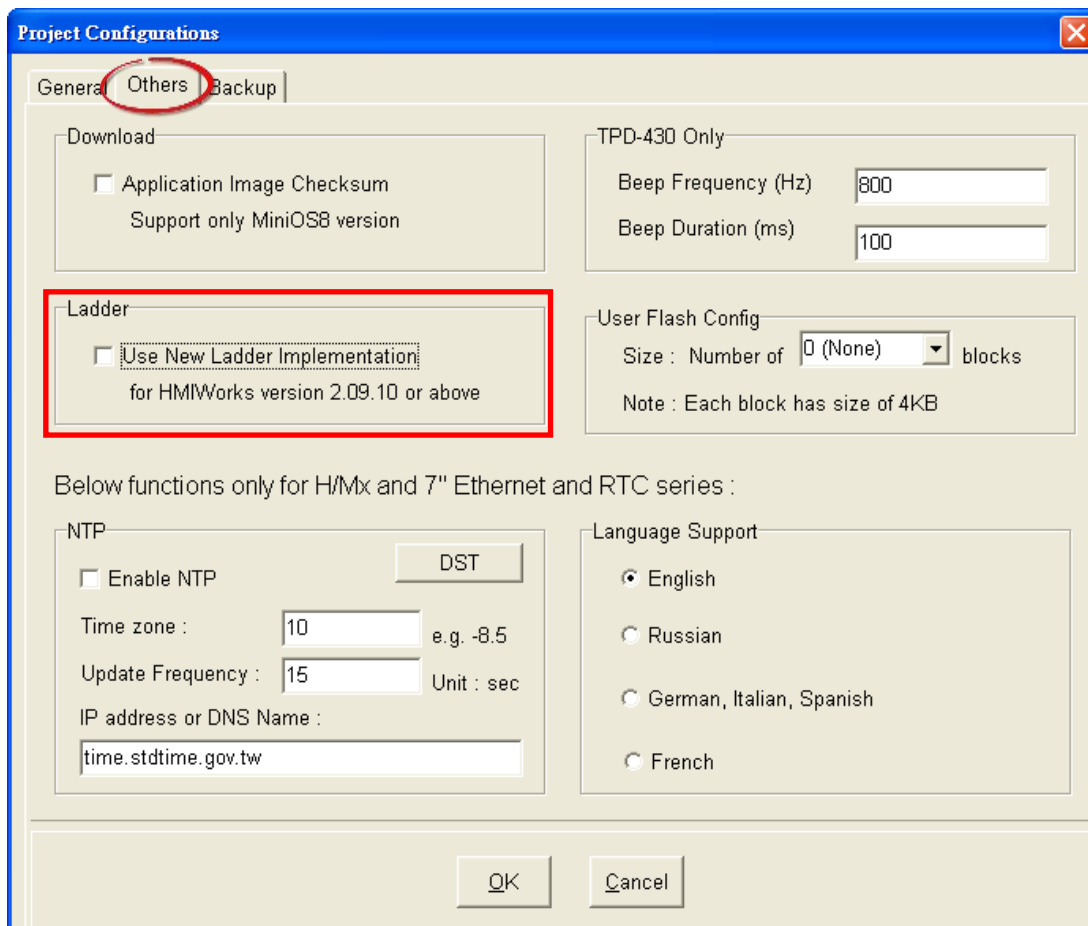 Project Configurations
General Others Backup
Download
Application Image Checksum
Support only MiniOS8 version
TPD-430 Only
Beep Frequency (Hz) 800
Beep Duration (ms) 100
Ladder
Use New Ladder Implementation
for HMIWorks version 2.09.10 or above
User Flash Config
Size : Number of 0 (None) blocks
Note : Each block has size of 4KB
Below functions only for H/Mx and 7" Ethernet and RTC series :
NTP
DST
Enable NTP
Time zone : 10 e.g. -8.5
Update Frequency : 15 Unit : sec
IP address or DNS Name :
time.stdtime.gov.tw
Language Support
English
Russian
German, Italian, Spanish
French
OK Cancel